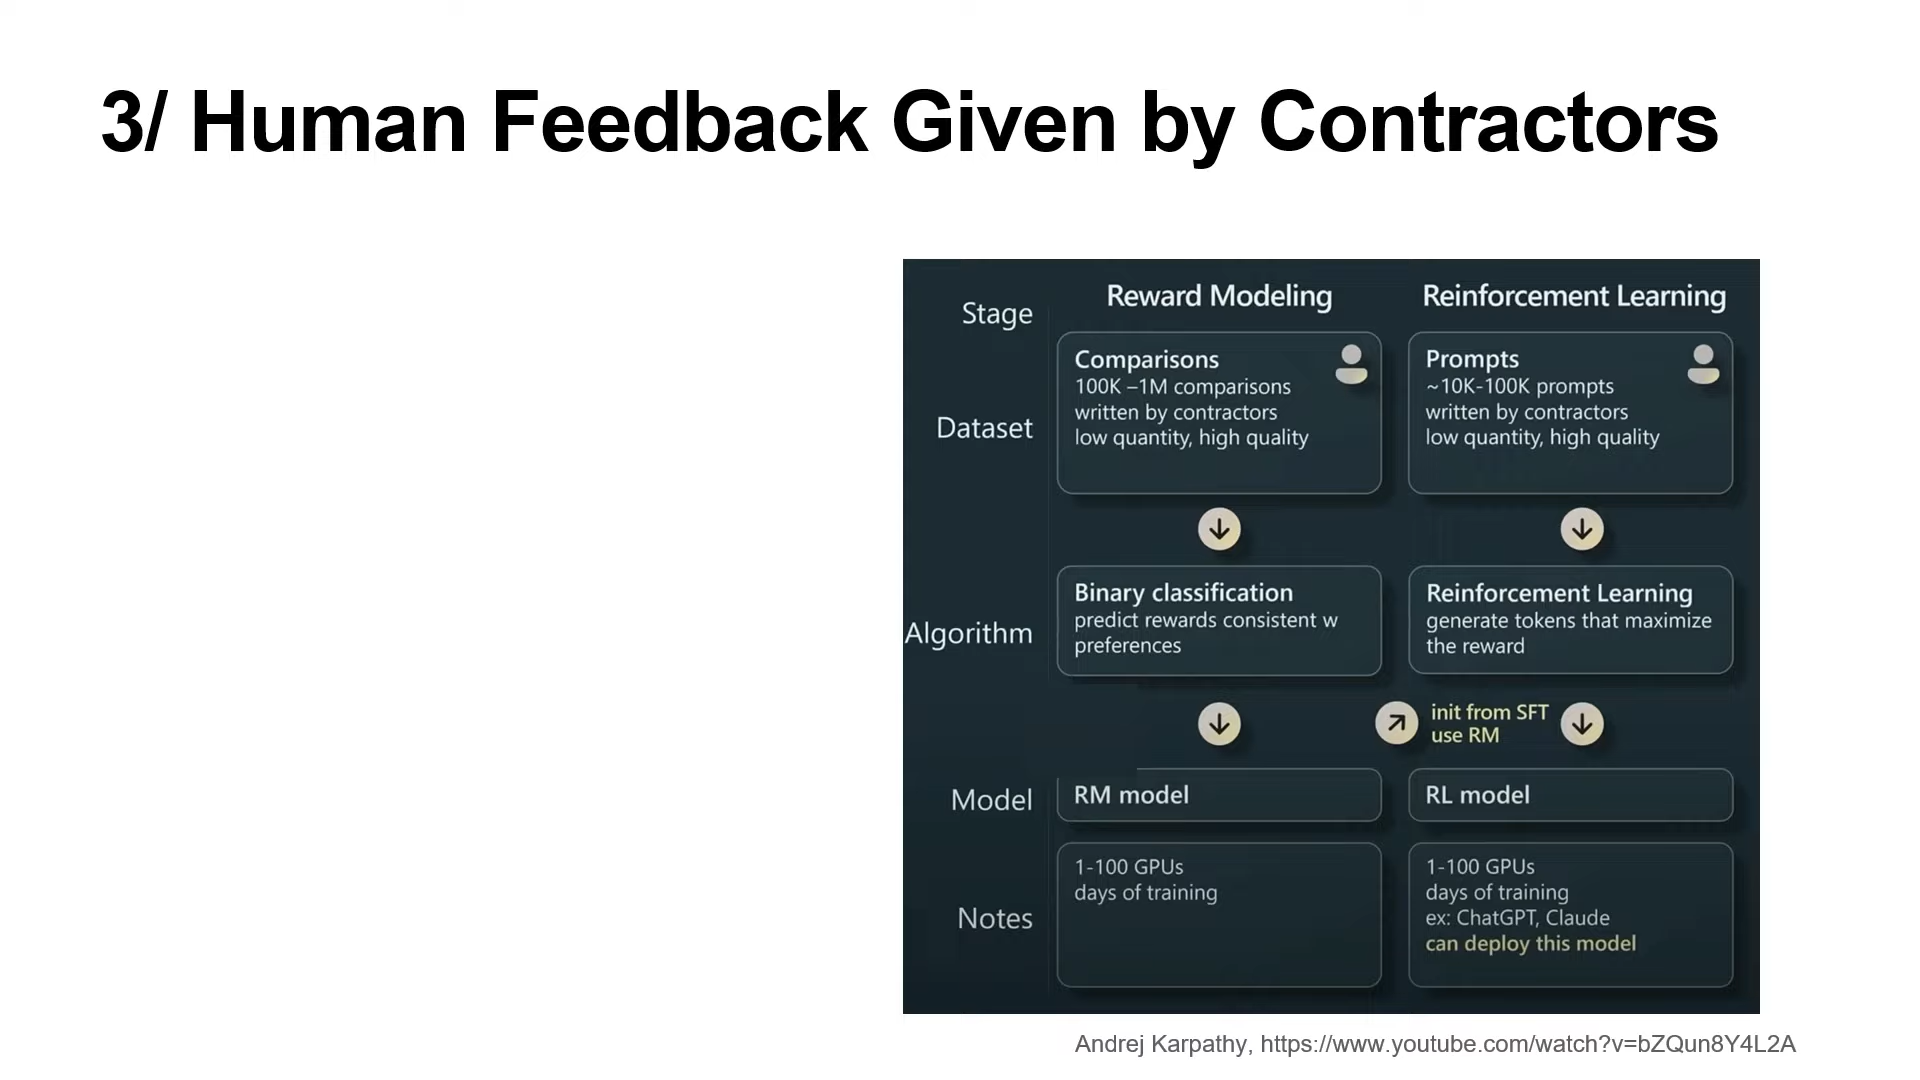 3/ Human Feedback Given by Contractors
Stage
Reward Modeling
Reinforcement Learning
Dataset
Comparisons
100K –1M comparisons
written by contractors
low quantity, high quality
Prompts
~10K-100K prompts
written by contractors
low quantity, high quality
Algorithm
Binary classification
predict rewards consistent w
preferences
Reinforcement Learning
generate tokens that maximize
the reward
init from SFT
use RM
Model
RM model
RL model
Notes
1-100 GPUs
days of training
1-100 GPUs
days of training
ex: ChatGPT, Claude
can deploy this model
Andrej Karpathy, https://www.youtube.com/watch?v=bZQun8Y4L2A